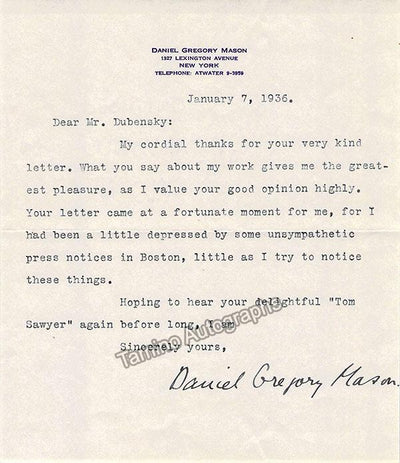 DANIEL GREGORY MASON
1327 LEXINGTON AVENUE
NEW YORK
TELEPHONE: ATWATER 9-3959
January 7, 1936.
Dear Mr. Dubensky:
My cordial thanks for your very kind
letter. What you say about my work gives me the great-
est pleasure, as I value your good opinion highly.
Your letter came at a fortunate moment for me, for I
had been a little depressed by some unsympathetic
press notices in Boston, little as I try to notice
these things.
Hoping to hear your delightful "Tom
Sawyer" again before long, I am
Sincerely yours,
Tamino Autographs
Daniel Gregory Mason.